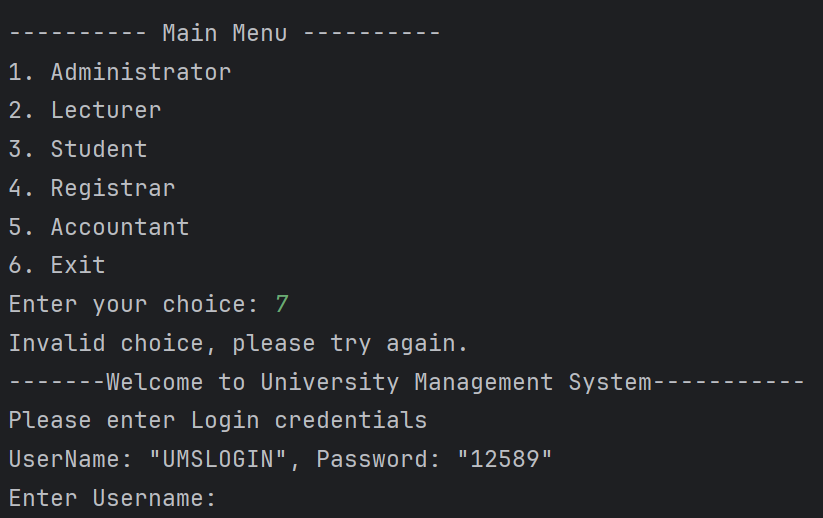 ---------- Main Menu ----------
1. Administrator
2. Lecturer
3. Student
4. Registrar
5. Accountant
6. Exit
Enter your choice: 7
Invalid choice, please try again.
-------Welcome to University Management System-----------
Please enter Login credentials
UserName: "UMSLOGIN", Password: "12589"
Enter Username: